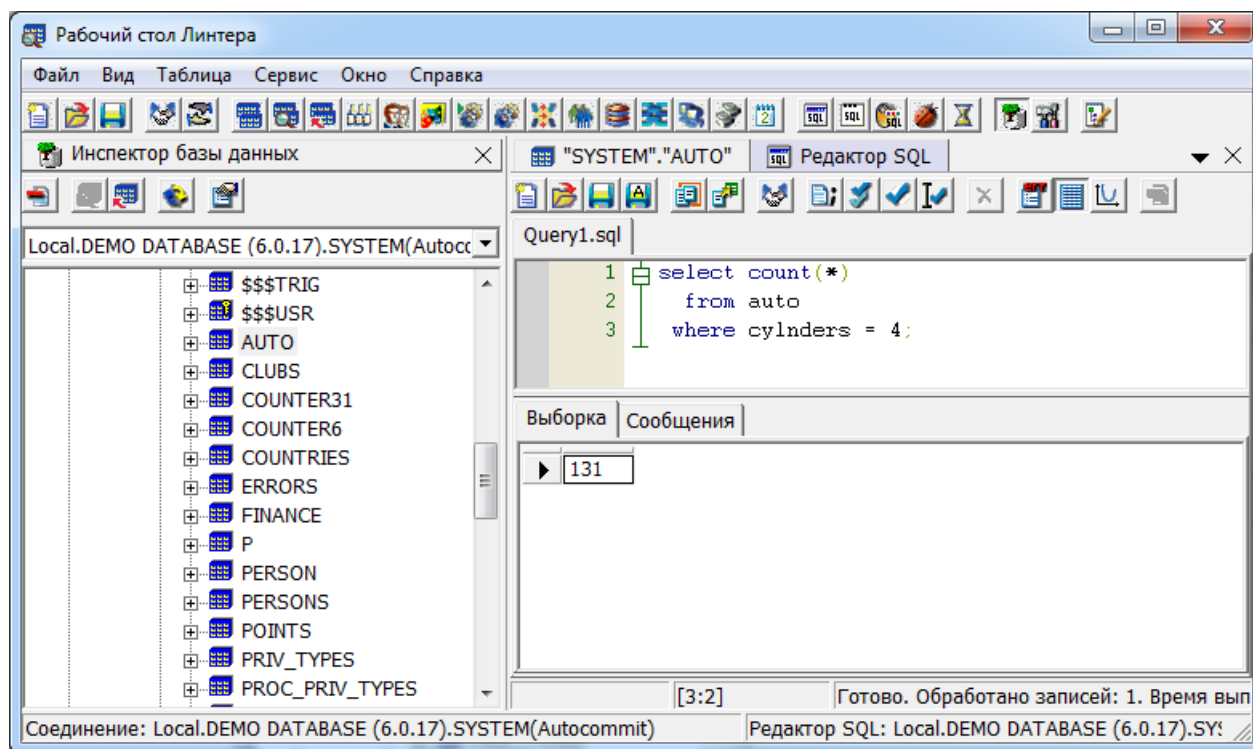 Рабочий стол Линтера
Файл Вид Таблица Сервис Окно Справка
Инспектор базы данных
Local.DEMO DATABASE (6.0.17).SYSTEM(Autocc
$$$TRIG
$$$USR
AUTO
CLUBS
COUNTER31
COUNTER6
COUNTRIES
ERRORS
FINANCE
P
PERSON
PERSONS
POINTS
PRIV_TYPES
PROC_PRIV_TYPES
"SYSTEM"."AUTO" Редактор SQL
Query1.sql
1 select count(*)
2 from auto
3 where cylnders = 4;
Выборка Сообщения
131
[3:2] Готово. Обработано записей: 1. Время вып
Соединение: Local.DEMO DATABASE (6.0.17).SYSTEM(Autocommit) Редактор SQL: Local.DEMO DATABASE (6.0.17).SY